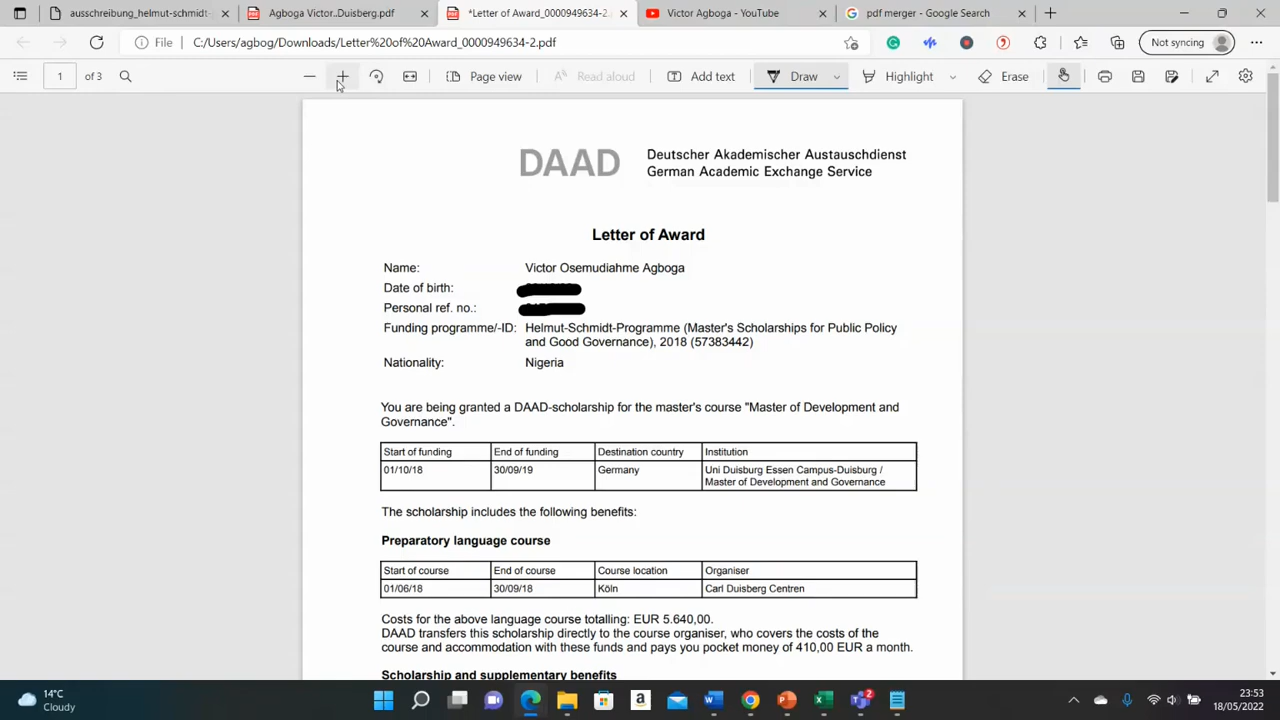 ausschreibung_helmut-schmidt-
Agboga Victor..Duisberg.pdf
*Letter of Award_0000949634-2.
Victor Agboga - YouTube
pdf merger - Google Search
File
C:/Users/agbog/Downloads/Letter%20of%20Award_0000949634-2.pdf
Not syncing
1 of 3
Page view
Read aloud
Add text
Draw
Highlight
Erase
DAAD
Deutscher Akademischer Austauschdienst
German Academic Exchange Service
Letter of Award
Name: Victor Osemudiahme Agboga
Date of birth:
Personal ref. no.:
Funding programme/-ID: Helmut-Schmidt-Programme (Master's Scholarships for Public Policy
and Good Governance), 2018 (57383442)
Nationality: Nigeria
You are being granted a DAAD-scholarship for the master's course "Master of Development and
Governance".
Start of funding End of funding Destination country Institution
01/10/18 30/09/19 Germany Uni Duisburg Essen Campus-Duisburg /
Master of Development and Governance
The scholarship includes the following benefits:
Preparatory language course
Start of course End of course Course location Organiser
01/06/18 30/09/18 Köln Carl Duisberg Centren
Costs for the above language course totalling: EUR 5.640,00.
DAAD transfers this scholarship directly to the course organiser, who covers the costs of the
course and accommodation with these funds and pays you pocket money of 410,00 EUR a month.
Scholarship and supplementary benefits
14°C
Cloudy
2
23:53
18/05/2022